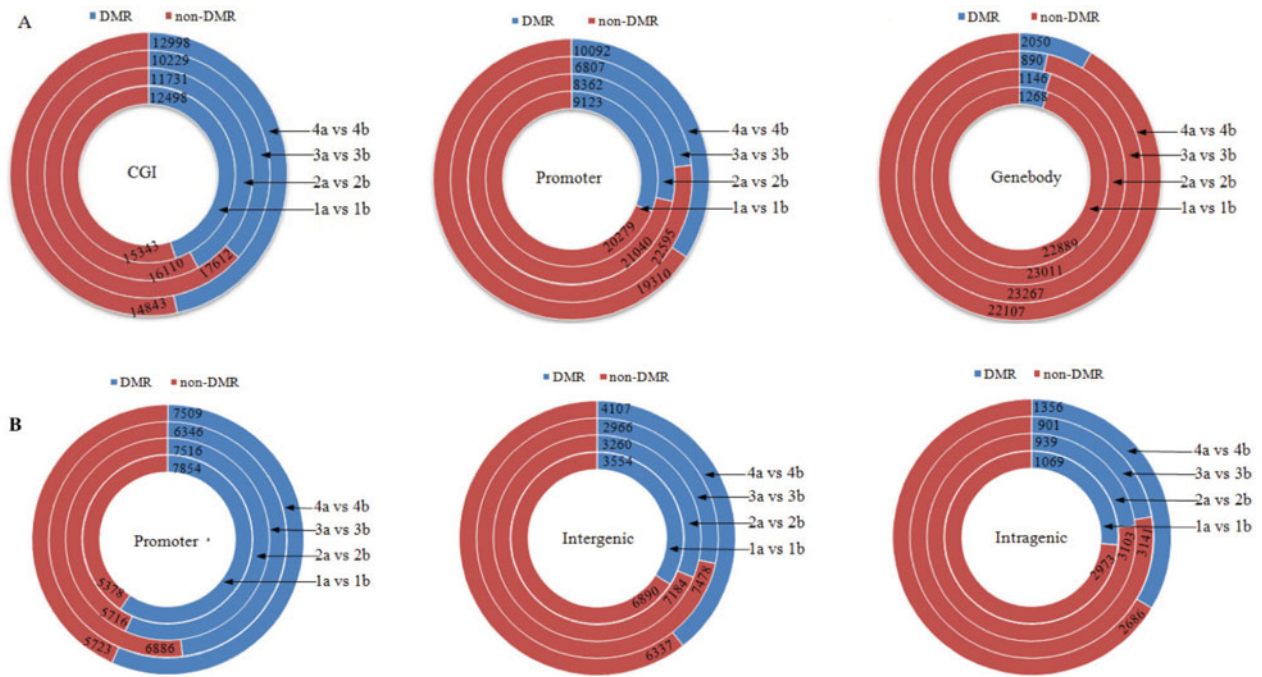 A
DMR non-DMR
12998
10229
11731
12498
4a vs 4b
3a vs 3b
2a vs 2b
1a vs 1b
CGI
15343
16110
17612
14843
DMR non-DMR
10092
6807
8362
9123
4a vs 4b
3a vs 3b
2a vs 2b
1a vs 1b
Promoter
20279
21040
22595
19310
DMR non-DMR
2050
890
1146
1268
4a vs 4b
3a vs 3b
2a vs 2b
1a vs 1b
Genebody
22889
23011
23267
22107
B
DMR non-DMR
7509
6346
7516
7854
4a vs 4b
3a vs 3b
2a vs 2b
1a vs 1b
Promoter
5378
5716
6886
5723
DMR non-DMR
4107
2966
3260
3554
4a vs 4b
3a vs 3b
2a vs 2b
1a vs 1b
Intergenic
6890
7184
7478
6337
DMR non-DMR
1356
901
939
1069
4a vs 4b
3a vs 3b
2a vs 2b
1a vs 1b
Intragenic
2973
3103
3141
2686